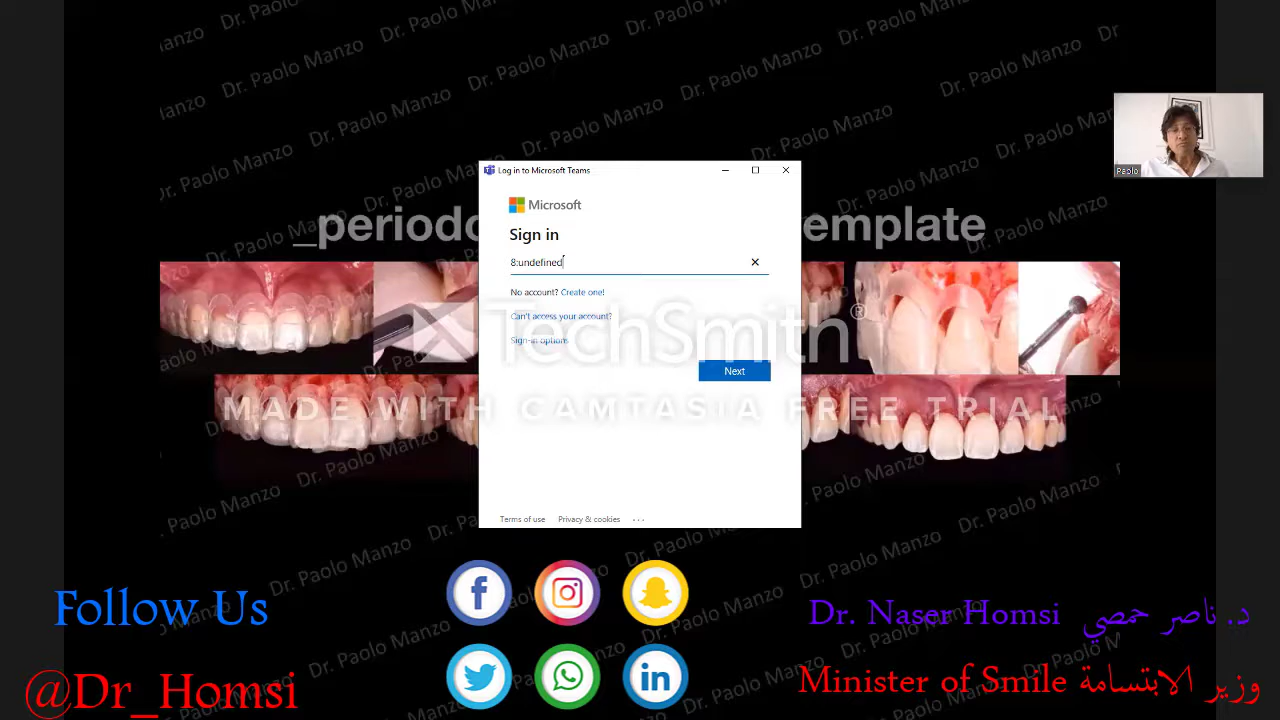 Dr. Paolo Manzo
Paolo
Log in to Microsoft Teams
Microsoft
_periodo
emplate
Sign in
8:undefined
No account? Create one!
Can't access your account?
Sign-in options
Next
TechSmith®
MADE WITH CAMTASIA FREE TRIAL
Terms of use Privacy & cookies ...
Follow Us
@Dr_Homsi
Dr. Naser Homsi د. ناصر حمصي
Minister of Smile وزير الابتسامة